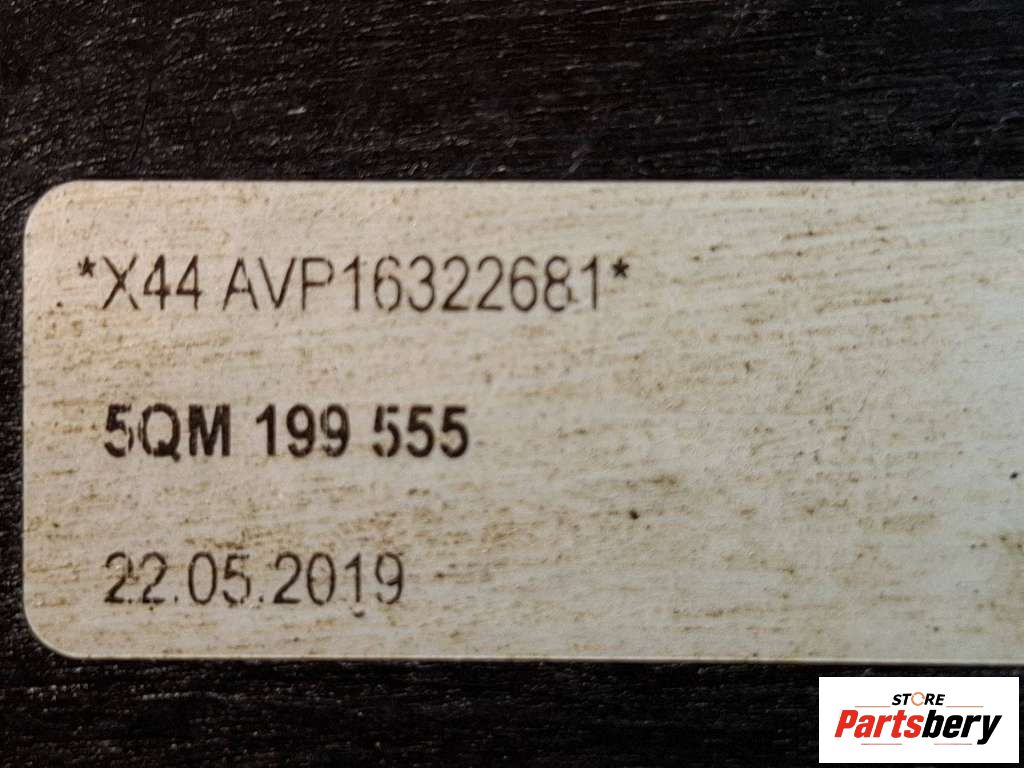 *X44 AVP16322681*
5QM 199 555
22.05.2019
STORE
Partsbery